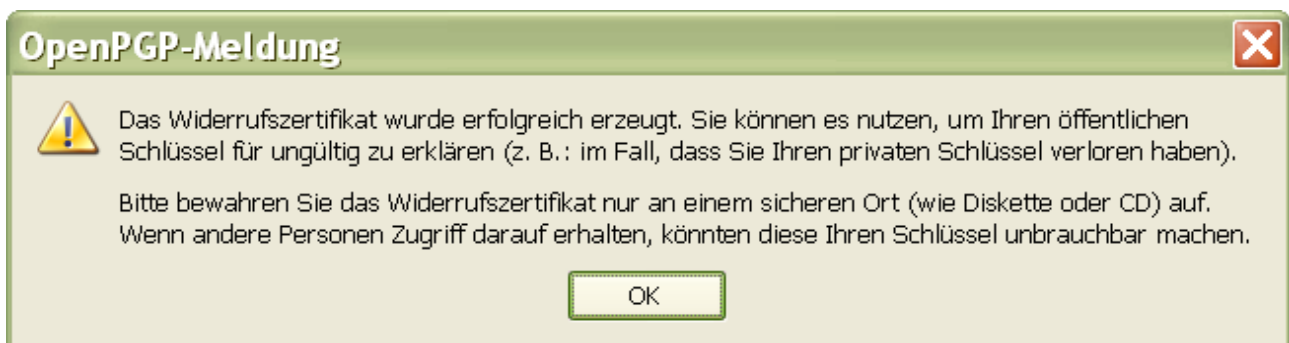 OpenPGP-Meldung
Das Widerrufszertifikat wurde erfolgreich erzeugt. Sie können es nutzen, um Ihren öffentlichen
Schlüssel für ungültig zu erklären (z. B.: im Fall, dass Sie Ihren privaten Schlüssel verloren haben).
Bitte bewahren Sie das Widerrufszertifikat nur an einem sicheren Ort (wie Diskette oder CD) auf.
Wenn andere Personen Zugriff darauf erhalten, könnten diese Ihren Schlüssel unbrauchbar machen.
OK